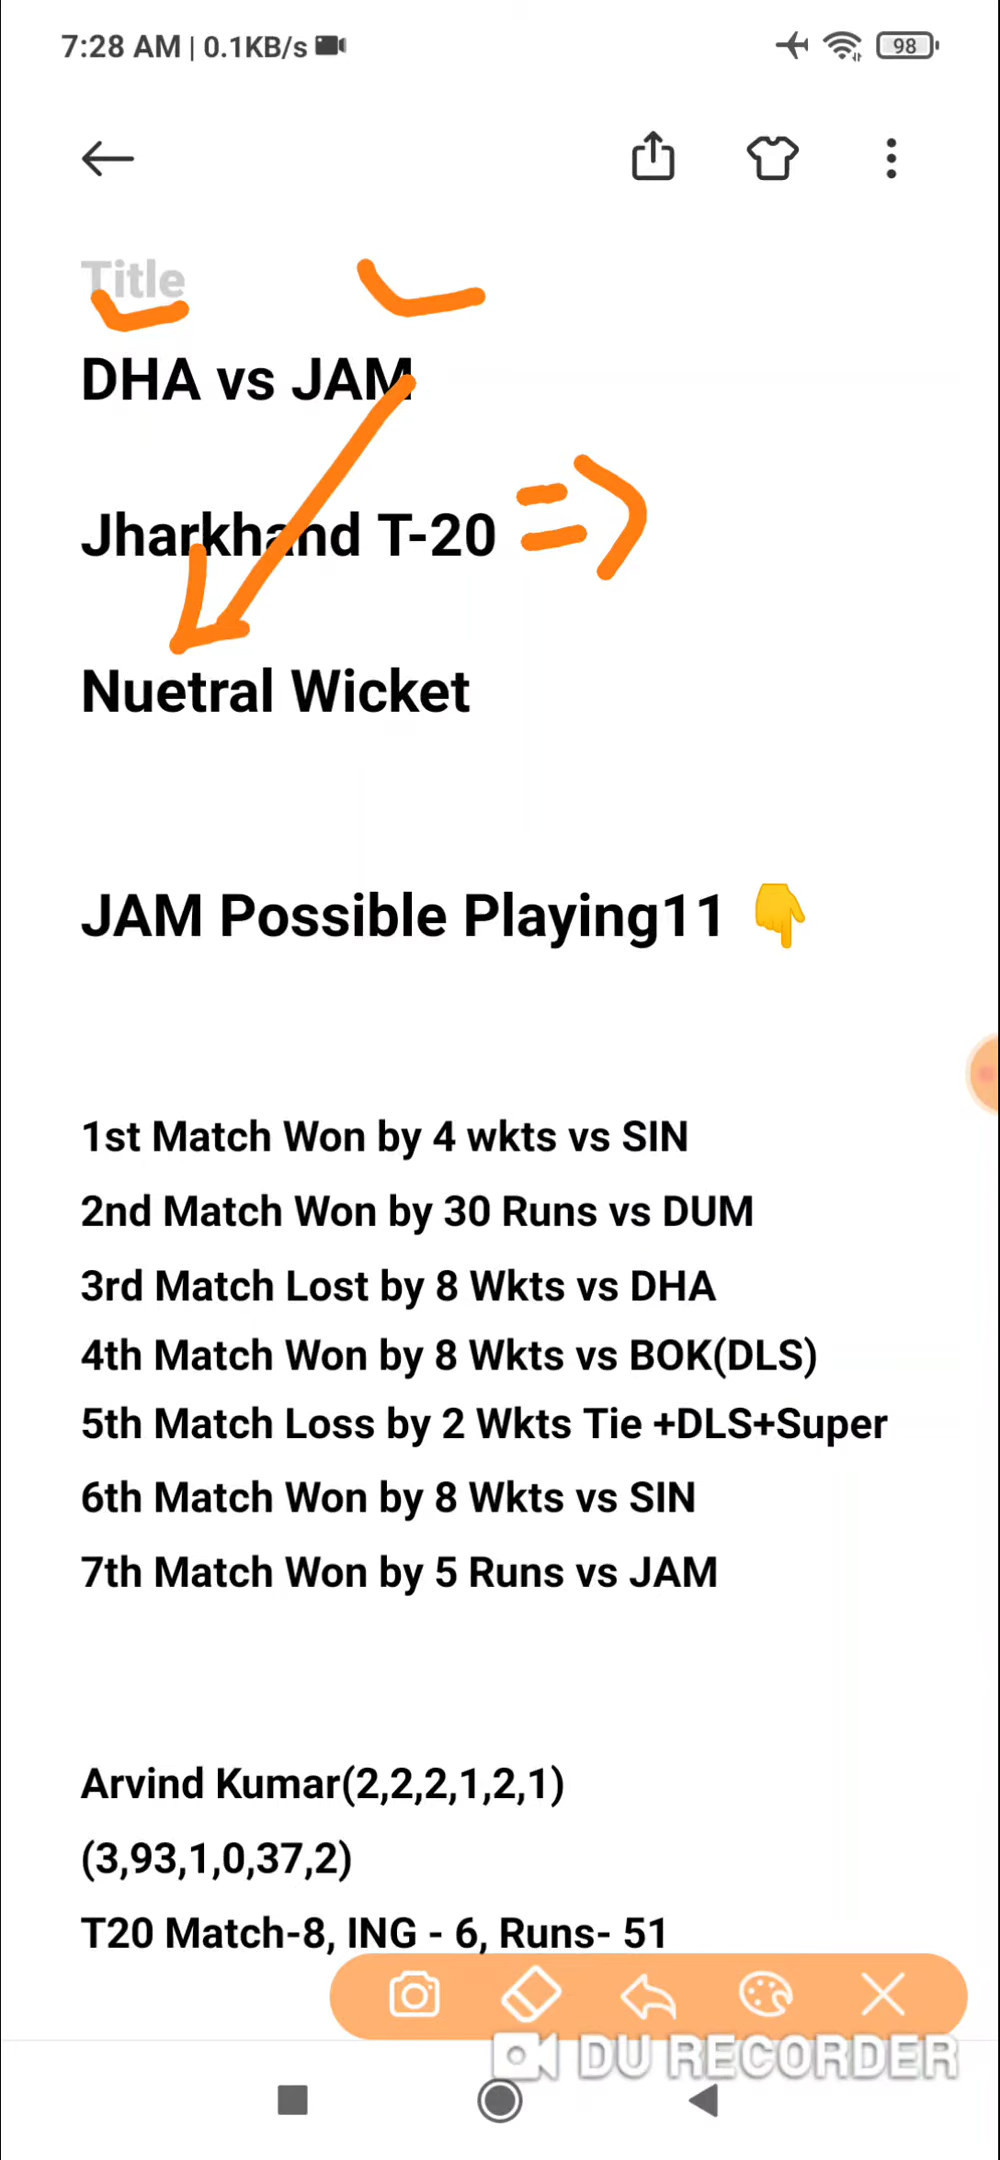 7:28 AM | 0.1KB/s
98
Title
DHA vs JAM
Jharkhand T-20
Nuetral Wicket
JAM Possible Playing11 👇
1st Match Won by 4 wkts vs SIN
2nd Match Won by 30 Runs vs DUM
3rd Match Lost by 8 Wkts vs DHA
4th Match Won by 8 Wkts vs BOK(DLS)
5th Match Loss by 2 Wkts Tie +DLS+Super
6th Match Won by 8 Wkts vs SIN
7th Match Won by 5 Runs vs JAM
Arvind Kumar(2,2,2,1,2,1)
(3,93,1,0,37,2)
T20 Match-8, ING - 6, Runs- 51
DU RECORDER